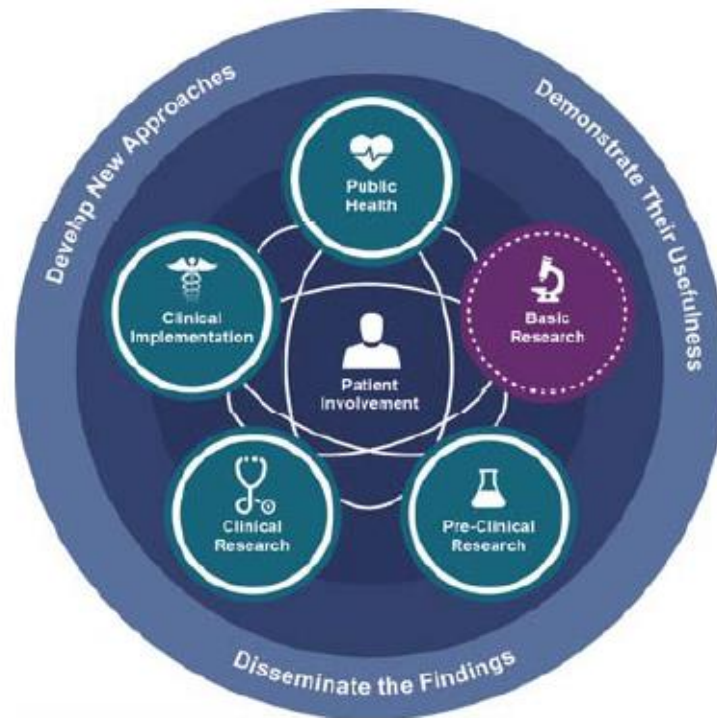 Develop New Approaches
Demonstrate Their Usefulness
Public
Health
Clinical
Implementation
Basic
Research
Patient
Involvement
Clinical
Research
Pre-Clinical
Research
Disseminate the Findings